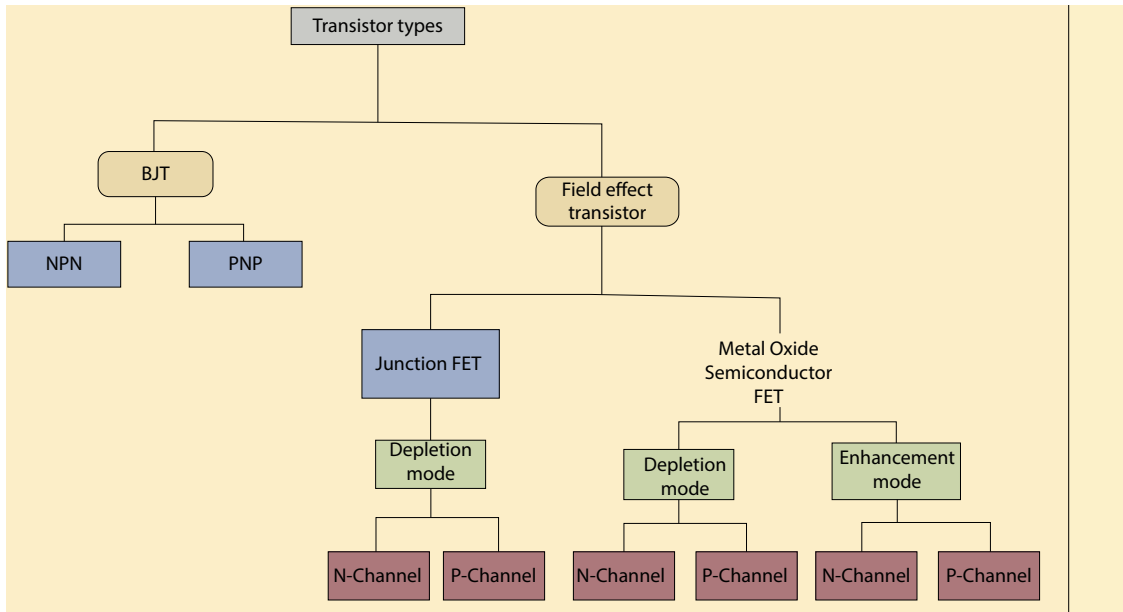 Transistor types
BJT
Field effect
transistor
NPN
PNP
Junction FET
Metal Oxide
Semiconductor
FET
Depletion
mode
Depletion
mode
Enhancement
mode
N-Channel
P-Channel
N-Channel
P-Channel
N-Channel
P-Channel